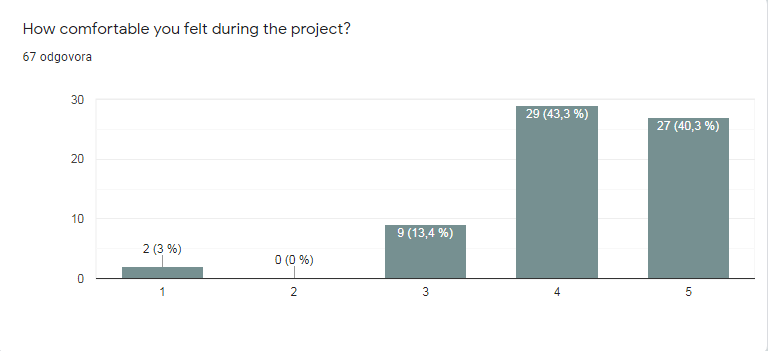 How comfortable you felt during the project?
67 odgovora
30
20
10
0
2 (3 %)
0 (0 %)
9 (13,4 %)
29 (43,3 %)
27 (40,3 %)
1
2
3
4
5